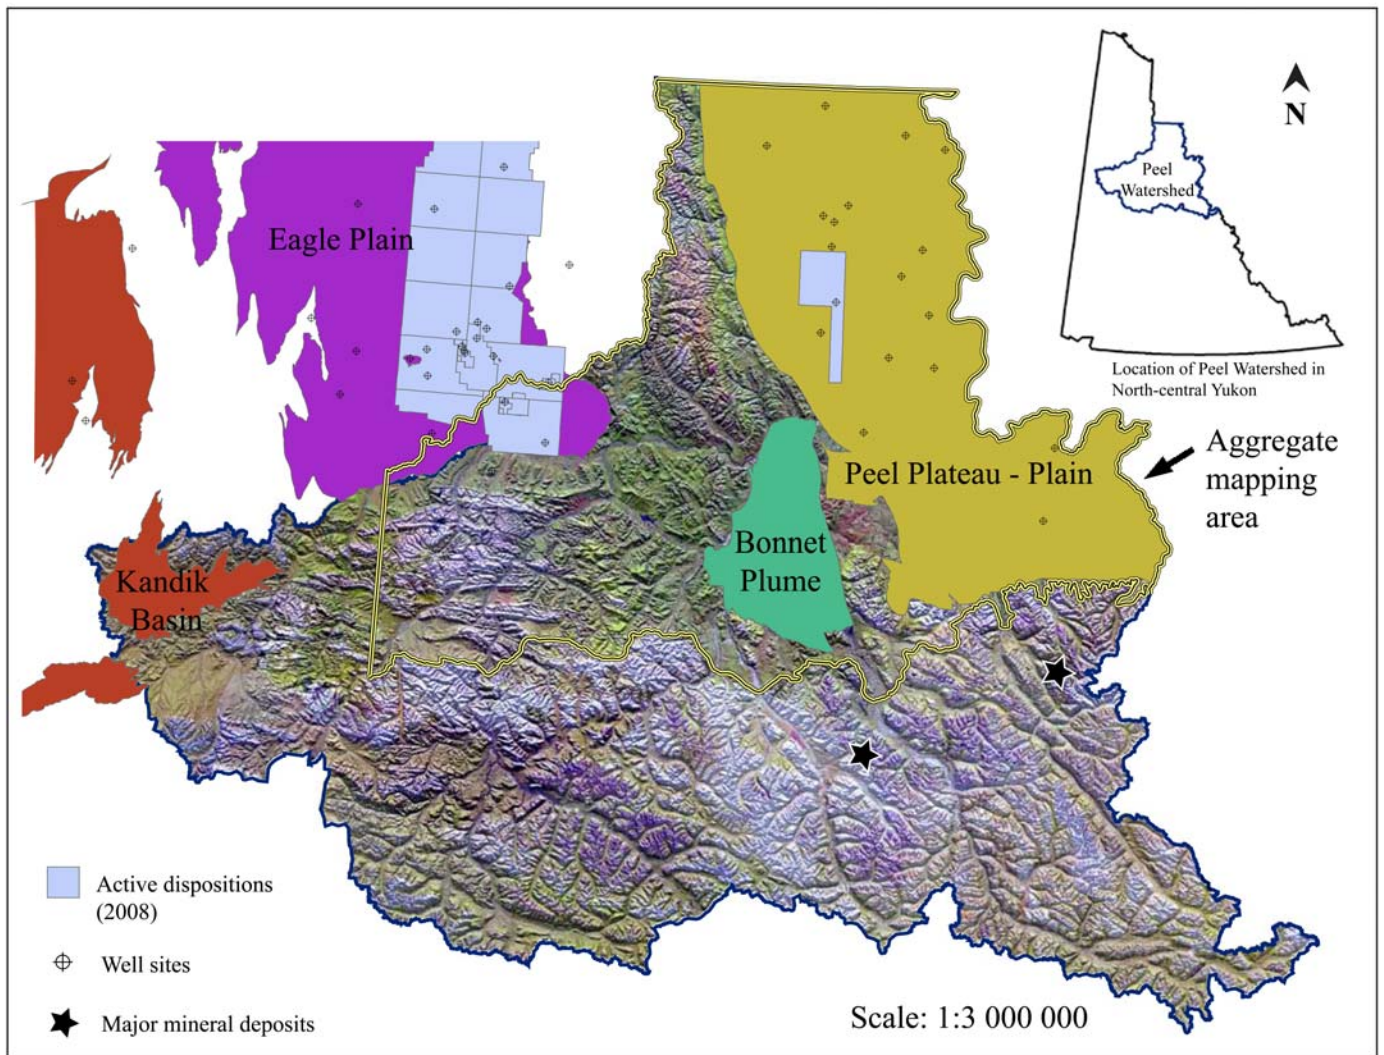 N
Peel
Watershed
Location of Peel Watershed in
North-central Yukon
Eagle Plain
Aggregate
mapping
area
Peel Plateau - Plain
Bonnet
Plume
Kandik
Basin
Active dispositions
(2008)
Well sites
Major mineral deposits
Scale: 1:3 000 000